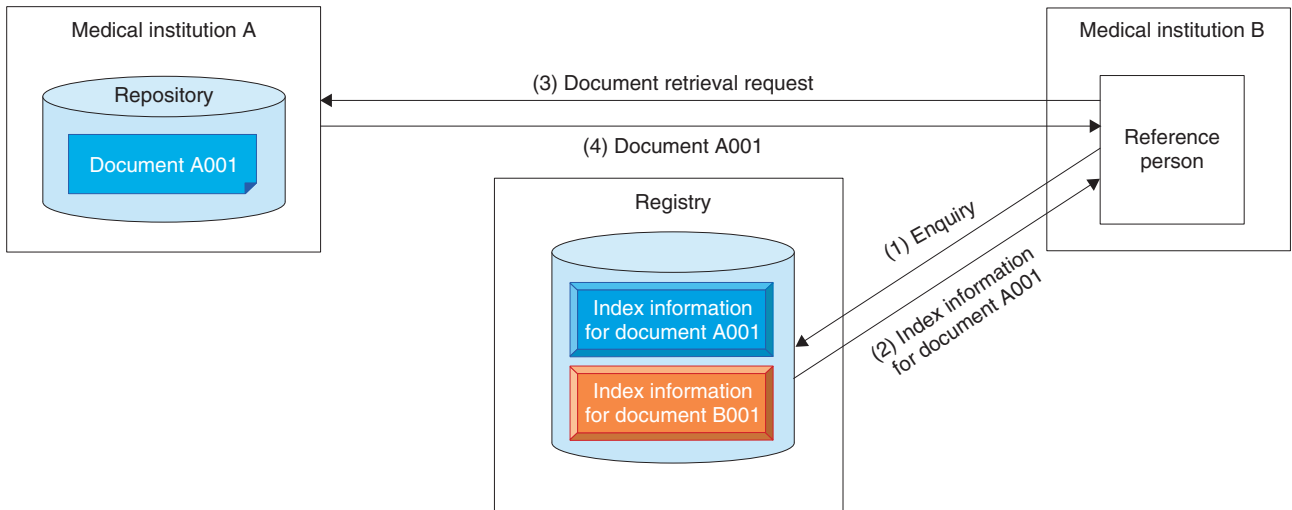 Medical institution A
Repository
Document A001
(3) Document retrieval request
(4) Document A001
Medical institution B
Reference
person
Registry
Index information
for document A001
Index information
for document B001
(1) Enquiry
(2) Index information
for document A001